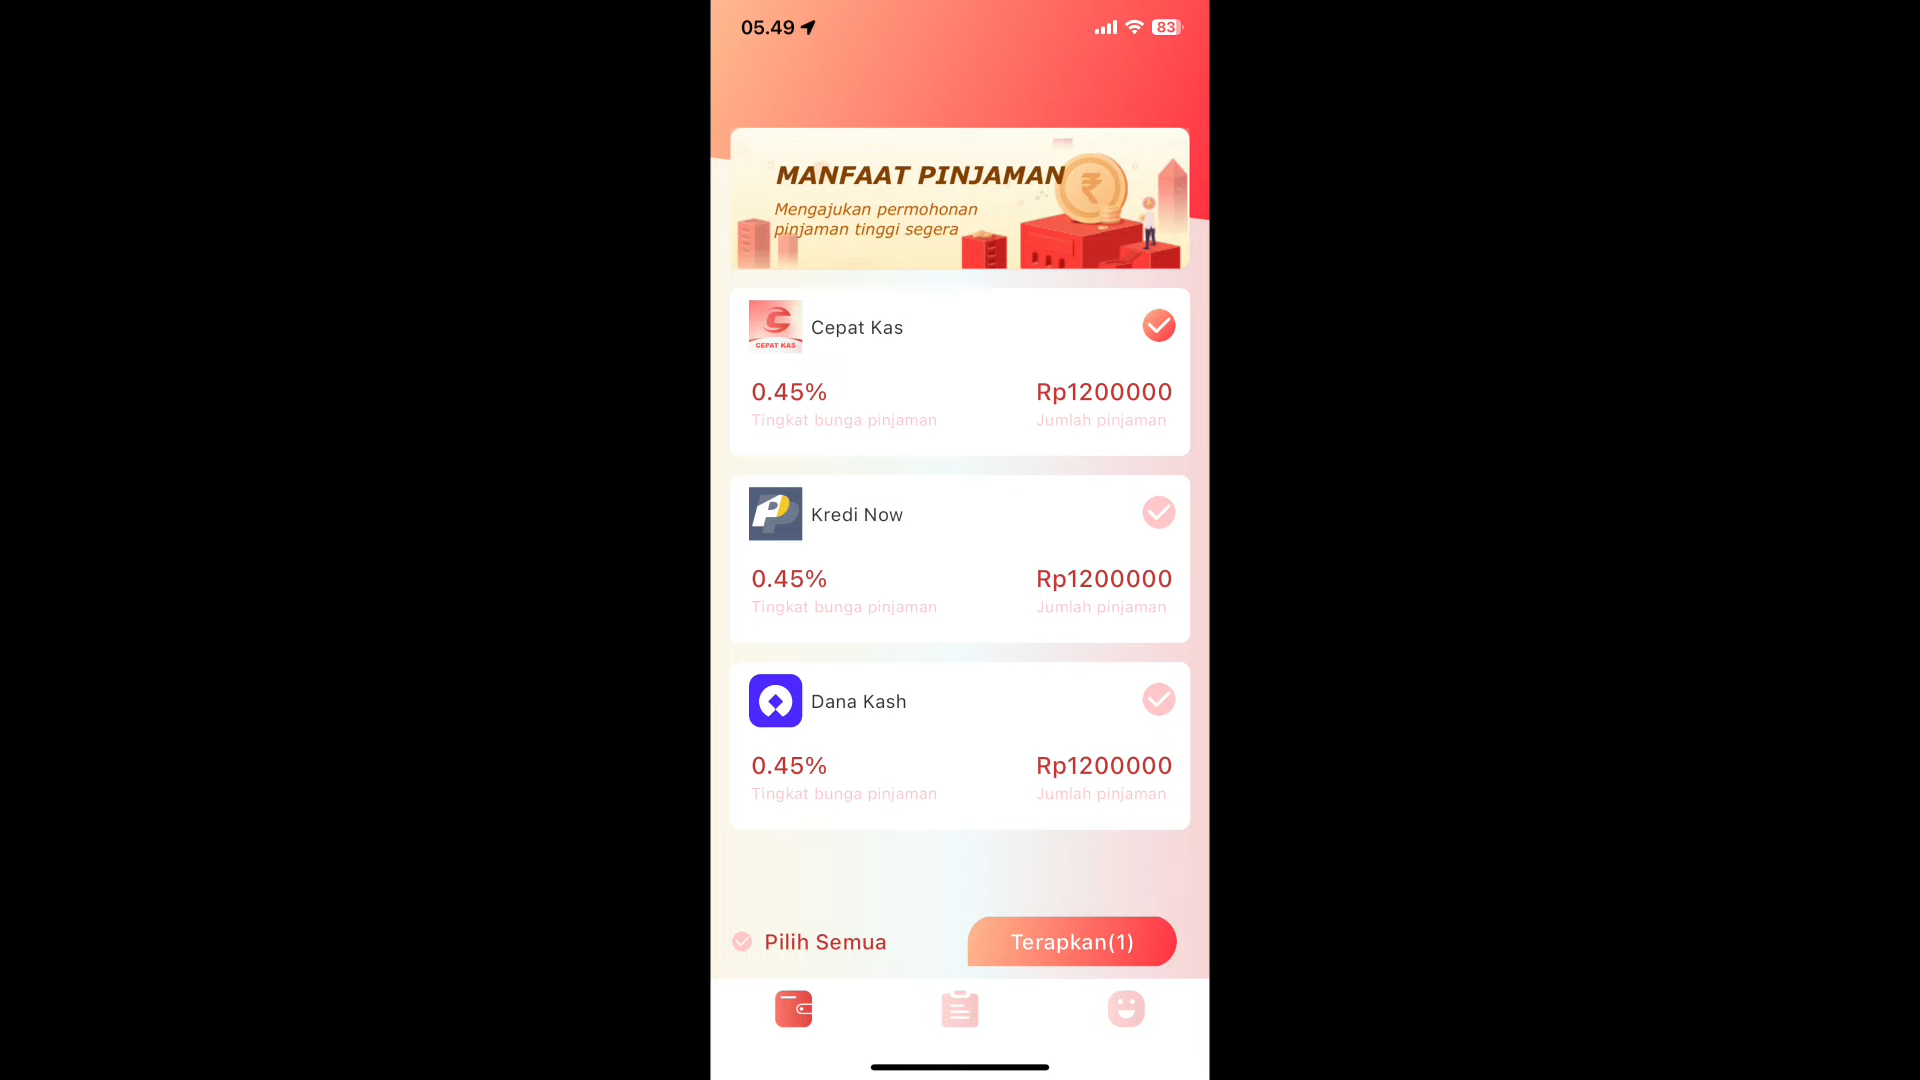 05.49
83
MANFAAT PINJAMAN
Mengajukan permohonan
pinjaman tinggi segera
₹
CEPAT KAS
Cepat Kas
0.45%
Rp1200000
Tingkat bunga pinjaman
Jumlah pinjaman
Kredi Now
0.45%
Rp1200000
Tingkat bunga pinjaman
Jumlah pinjaman
Dana Kash
0.45%
Rp1200000
Tingkat bunga pinjaman
Jumlah pinjaman
Pilih Semua
Terapkan(1)